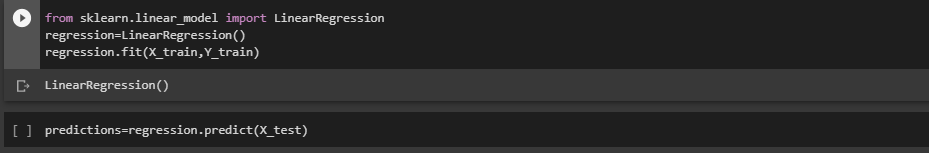 from sklearn.linear_model import LinearRegression
regression=LinearRegression()
regression.fit(X_train,Y_train)
LinearRegression()
[ ] predictions=regression.predict(X_test)